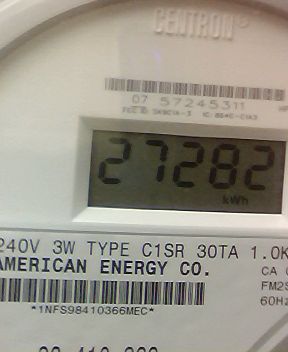 CENTRON®
07 57245311
27282
kWh
240V 3W TYPE C1SR 30TA 1.0K
AMERICAN ENERGY CO.
CA
FM2S
60Hz
*1NFS98410366MEC*